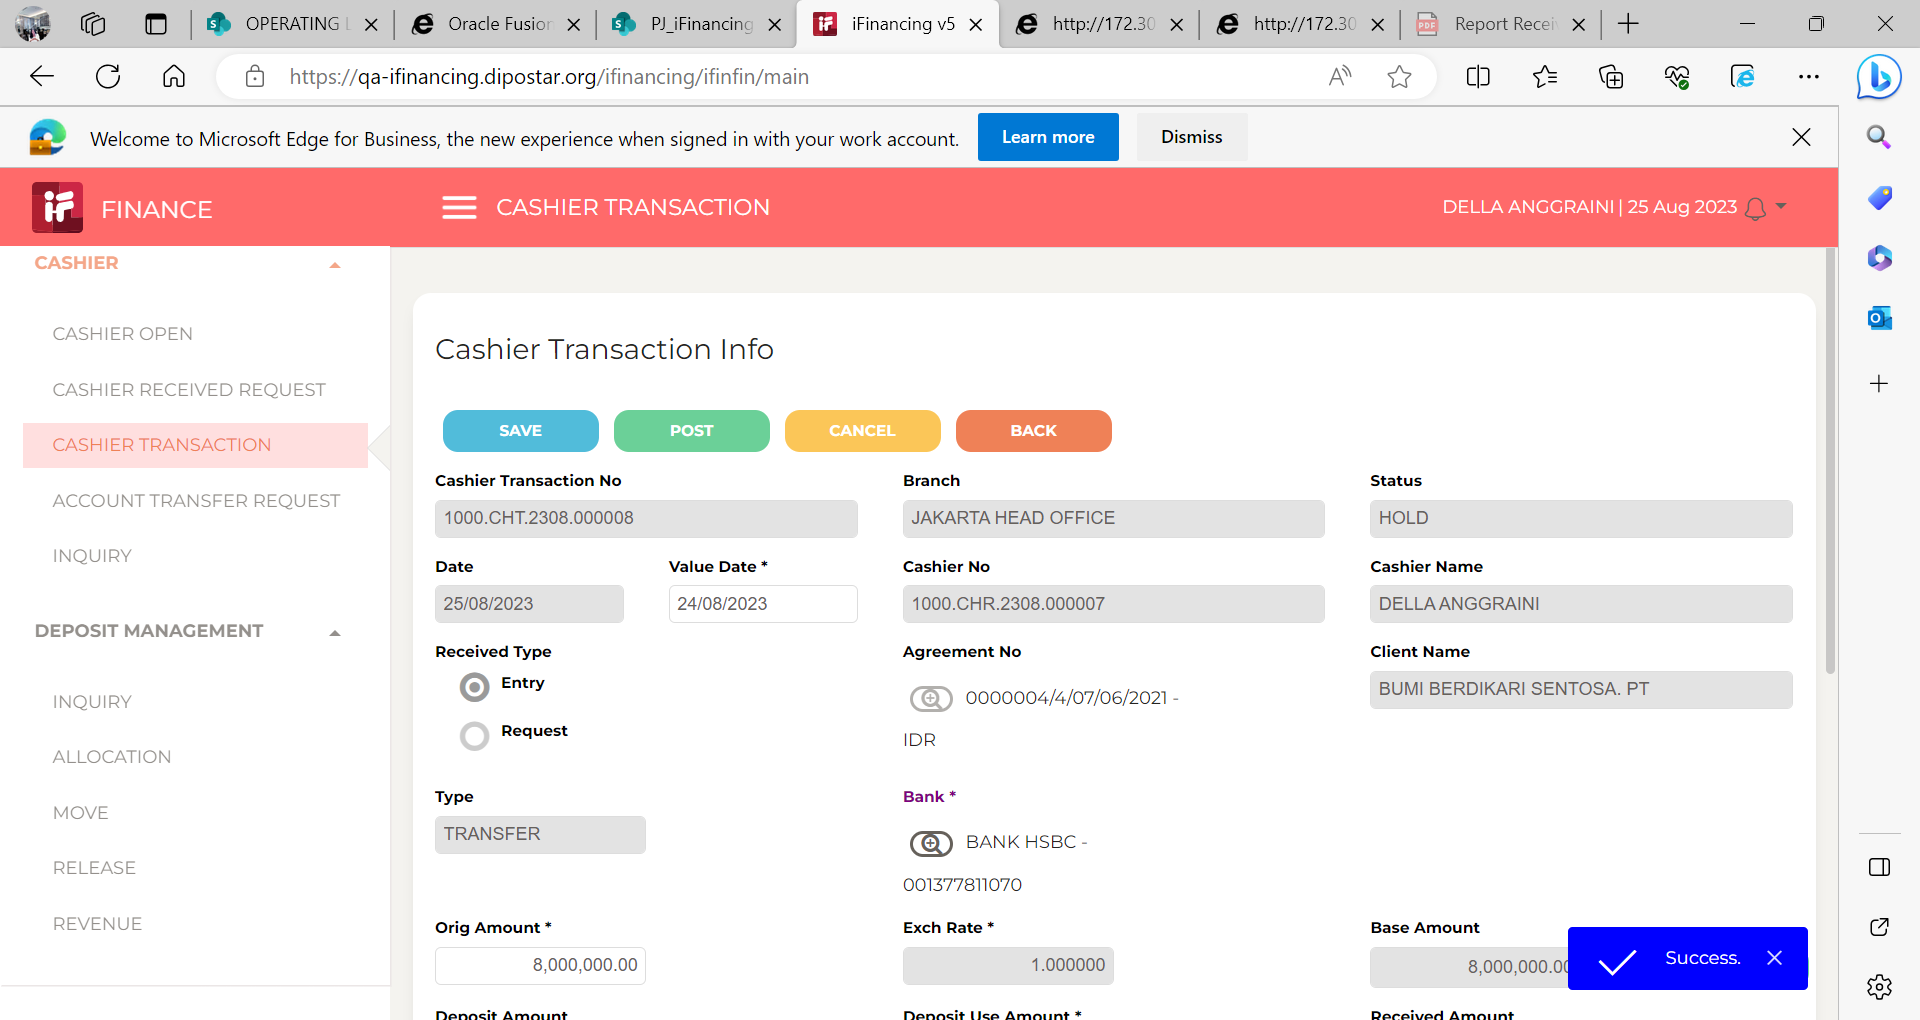 OPERATING
Oracle Fusion
PJ_iFinancing
iFinancing v5
http://172.30
http://172.30
Report Recei
https://qa-ifinancing.dipostar.org/ifinancing/ifinfin/main
Welcome to Microsoft Edge for Business, the new experience when signed in with your work account.
Learn more
Dismiss
FINANCE
CASHIER TRANSACTION
DELLA ANGGRAINI | 25 Aug 2023
CASHIER
CASHIER OPEN
CASHIER RECEIVED REQUEST
CASHIER TRANSACTION
ACCOUNT TRANSFER REQUEST
INQUIRY
DEPOSIT MANAGEMENT
INQUIRY
ALLOCATION
MOVE
RELEASE
REVENUE
Cashier Transaction Info
SAVE
POST
CANCEL
BACK
Cashier Transaction No
1000.CHT.2308.000008
Branch
JAKARTA HEAD OFFICE
Status
HOLD
Date
25/08/2023
Value Date *
24/08/2023
Cashier No
1000.CHR.2308.000007
Cashier Name
DELLA ANGGRAINI
Received Type
Entry
Request
Agreement No
0000004/4/07/06/2021 -
IDR
Client Name
BUMI BERDIKARI SENTOSA. PT
Type
TRANSFER
Bank *
BANK HSBC -
001377811070
Orig Amount *
8,000,000.00
Exch Rate *
1.000000
Base Amount
8,000,000.00
Success.
Deposit Amount
Deposit Use Amount *
Received Amount